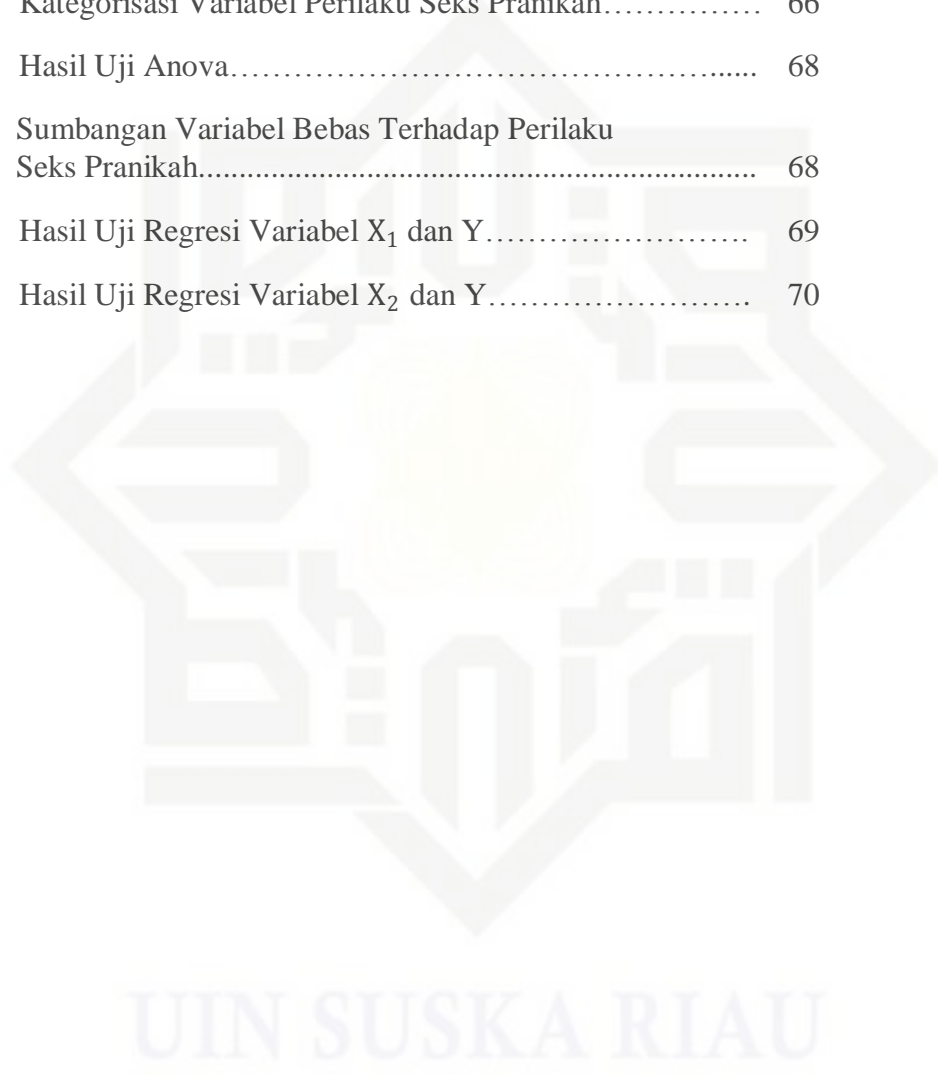 Kategorisasi Variabel Perilaku Seks Pranikah…………… 66
Hasil Uji Anova………………………………………...... 68
Sumbangan Variabel Bebas Terhadap Perilaku
Seks Pranikah.................................................................... 68
Hasil Uji Regresi Variabel X₁ dan Y……………………. 69
Hasil Uji Regresi Variabel X₂ dan Y……………………. 70
UIN SUSKA RIAU